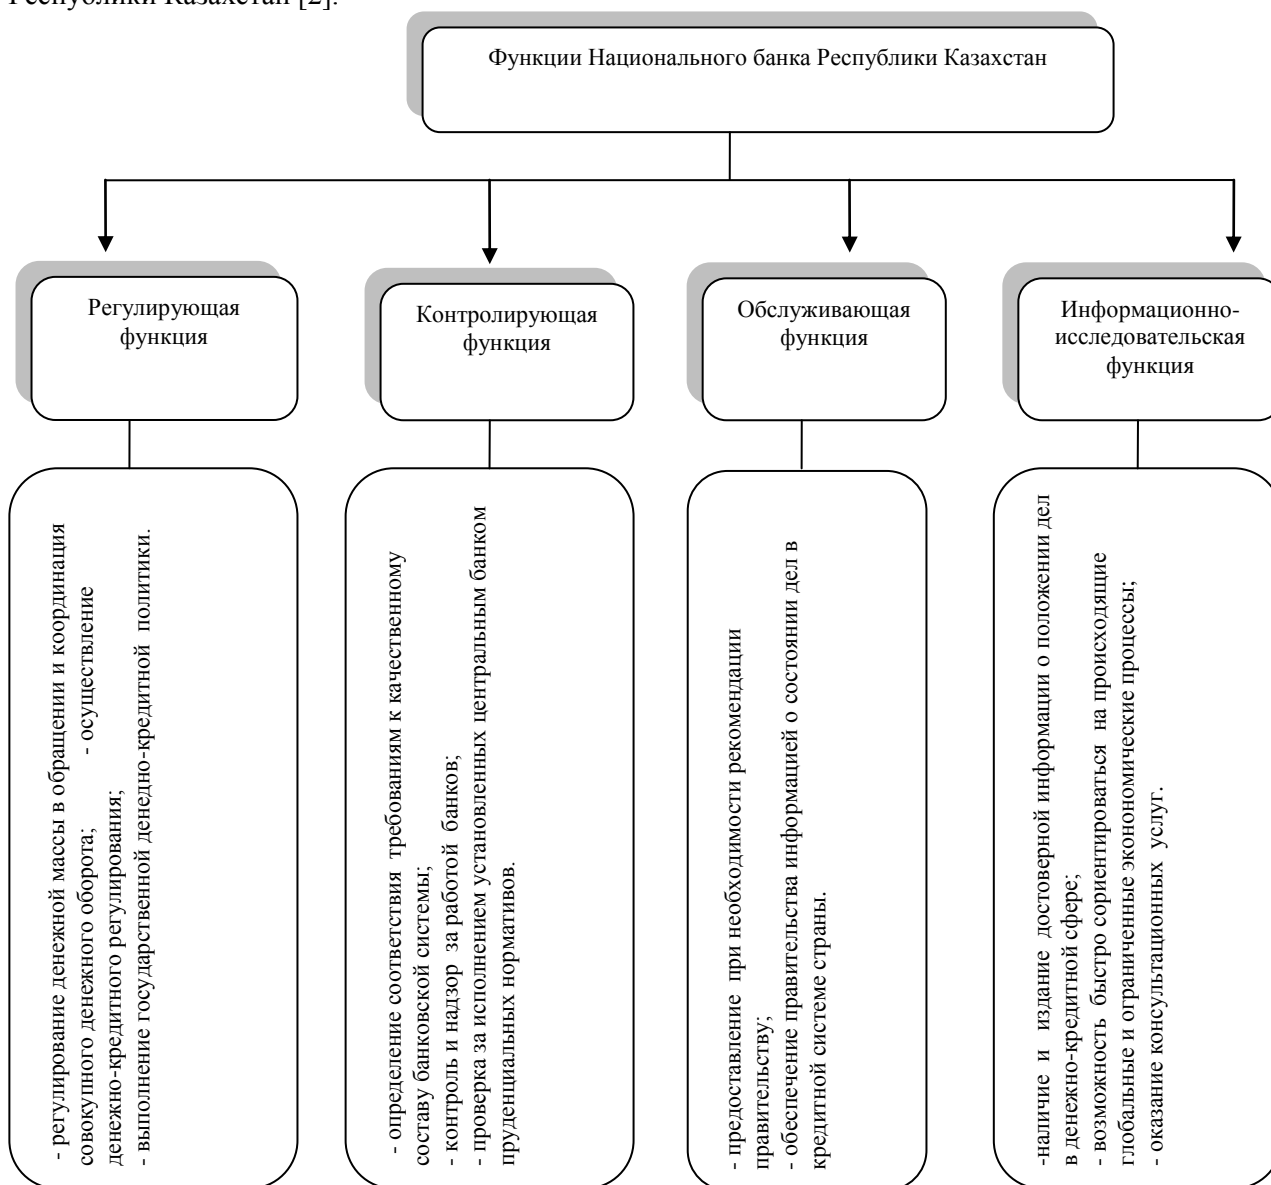 Республики Казахстан [2].
Функции Национального банка Республики Казахстан
Регулирующая
функция
Контролирующая
функция
Обслуживающая
функция
Информационно-
исследовательская
функция
- регулирование денежной массы в обращении и координация
совокупного денежного оборота; - осуществление
денежно-кредитного регулирования;
- выполнение государственной денедно-кредитной политики.
- определение соответствия требованиям к качественному
составу банковской системы;
- контроль и надзор за работой банков;
- проверка за исполнением установленных центральным банком
пруденциальных нормативов.
- предоставление при необходимости рекомендации
правительству;
- обеспечение правительства информацией о состоянии дел в
кредитной системе страны.
-наличие и издание достоверной информации о положении дел
в денежно-кредитной сфере;
- возможность быстро сориентироваться на происходящие
глобальные и ограниченные экономические процессы;
- оказание консультационных услуг.